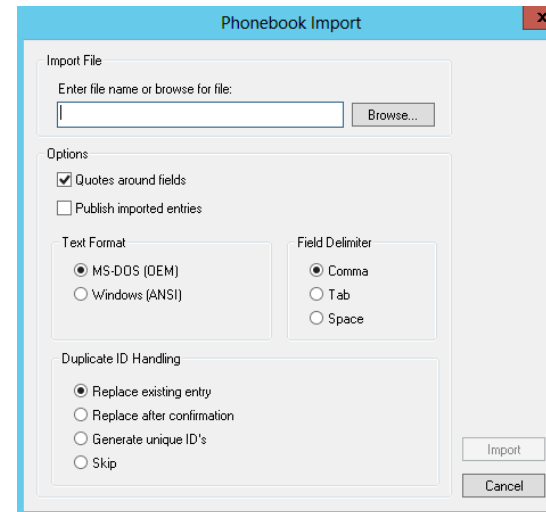 Phonebook Import
x
Import File
Enter file name or browse for file:
Browse...
Options
Quotes around fields
Publish imported entries
Text Format
MS-DOS (OEM)
Windows (ANSI)
Field Delimiter
Comma
Tab
Space
Duplicate ID Handling
Replace existing entry
Replace after confirmation
Generate unique ID's
Skip
Import
Cancel